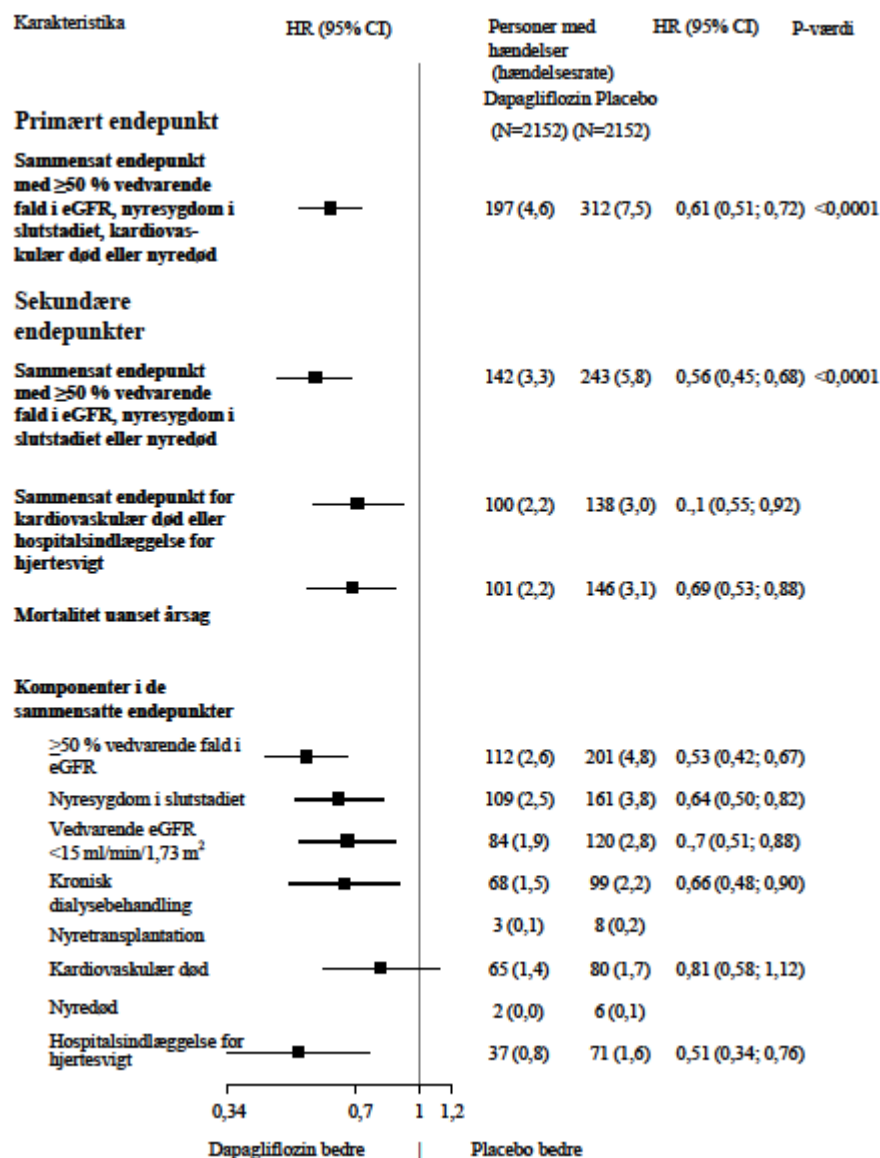 Karakteristika HR (95% CI) Personer med hændelser (hændelsesrate) HR (95% CI) P-værdi
Dapagliflozin Placebo
Primært endepunkt (N=2152) (N=2152)
Sammensat endepunkt
med ≥50 % vedvarende
fald i eGFR, nyresygdom i 197 (4,6) 312 (7,5) 0,61 (0,51; 0,72) <0,0001
slutstadiet, kardiovas-
kulær død eller nyredød
Sekundære
endepunkter
Sammensat endepunkt 142 (3,3) 243 (5,8) 0,56 (0,45; 0,68) <0,0001
med ≥50 % vedvarende
fald i eGFR, nyresygdom i
slutstadiet eller nyredød
Sammensat endepunkt for 100 (2,2) 138 (3,0) 0.,1 (0,55; 0,92)
kardiovaskulær død eller
hospitalsindlæggelse for
hjertesvigt
101 (2,2) 146 (3,1) 0,69 (0,53; 0,88)
Mortalitet uanset årsag
Komponenter i de
sammensatte endepunkter
≥50 % vedvarende fald i
eGFR 112 (2,6) 201 (4,8) 0,53 (0,42; 0,67)
Nyresygdom i slutstadiet 109 (2,5) 161 (3,8) 0,64 (0,50; 0,82)
Vedvarende eGFR
<15 ml/min/1,73 m² 84 (1,9) 120 (2,8) 0.,7 (0,51; 0,88)
Kronisk 68 (1,5) 99 (2,2) 0,66 (0,48; 0,90)
dialysebehandling
Nyretransplantation 3 (0,1) 8 (0,2)
Kardiovaskulær død 65 (1,4) 80 (1,7) 0,81 (0,58; 1,12)
Nyredød 2 (0,0) 6 (0,1)
Hospitalsindlæggelse for
hjertesvigt 37 (0,8) 71 (1,6) 0,51 (0,34; 0,76)
0,34 0,7 1 1,2
Dapagliflozin bedre | Placebo bedre